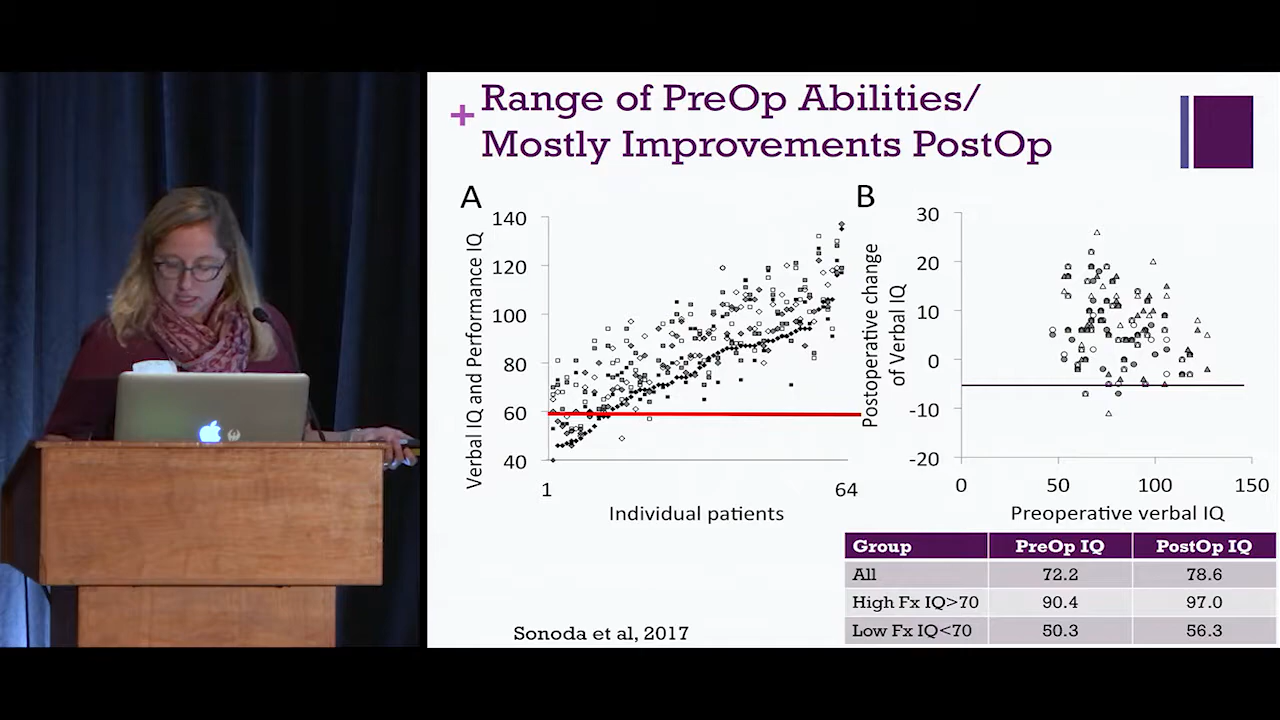 + Range of PreOp Abilities/
Mostly Improvements PostOp
A
Verbal IQ and Performance IQ
140
120
100
80
60
40
1
64
Individual patients
B
Postoperative change
of Verbal IQ
30
20
10
0
-10
-20
0
50
100
150
Preoperative verbal IQ
Group PreOp IQ PostOp IQ
All 72.2 78.6
High Fx IQ>70 90.4 97.0
Low Fx IQ<70 50.3 56.3
Sonoda et al, 2017